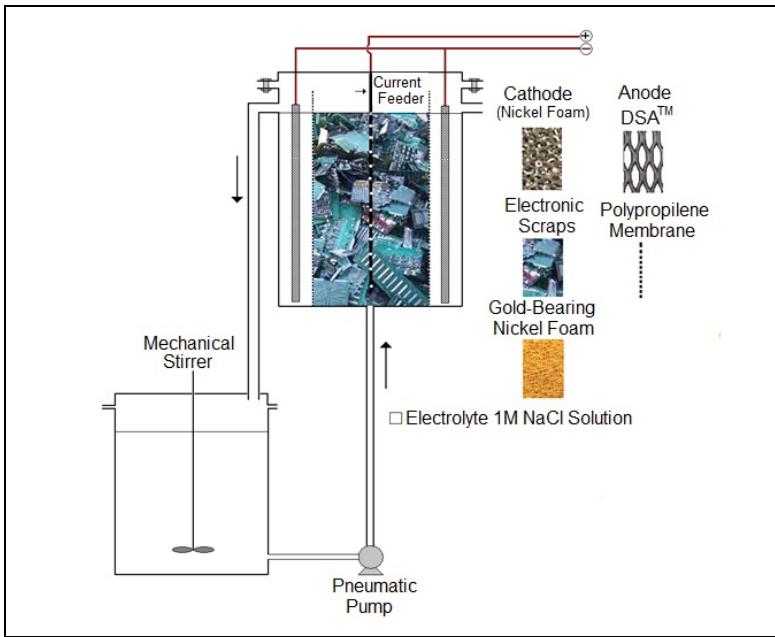 +
−
Current
Feeder
Cathode
(Nickel Foam)
Anode
DSA™
Electronic
Scraps
Polypropilene
Membrane
Gold-Bearing
Nickel Foam
Mechanical
Stirrer
□ Electrolyte 1M NaCl Solution
Pneumatic
Pump